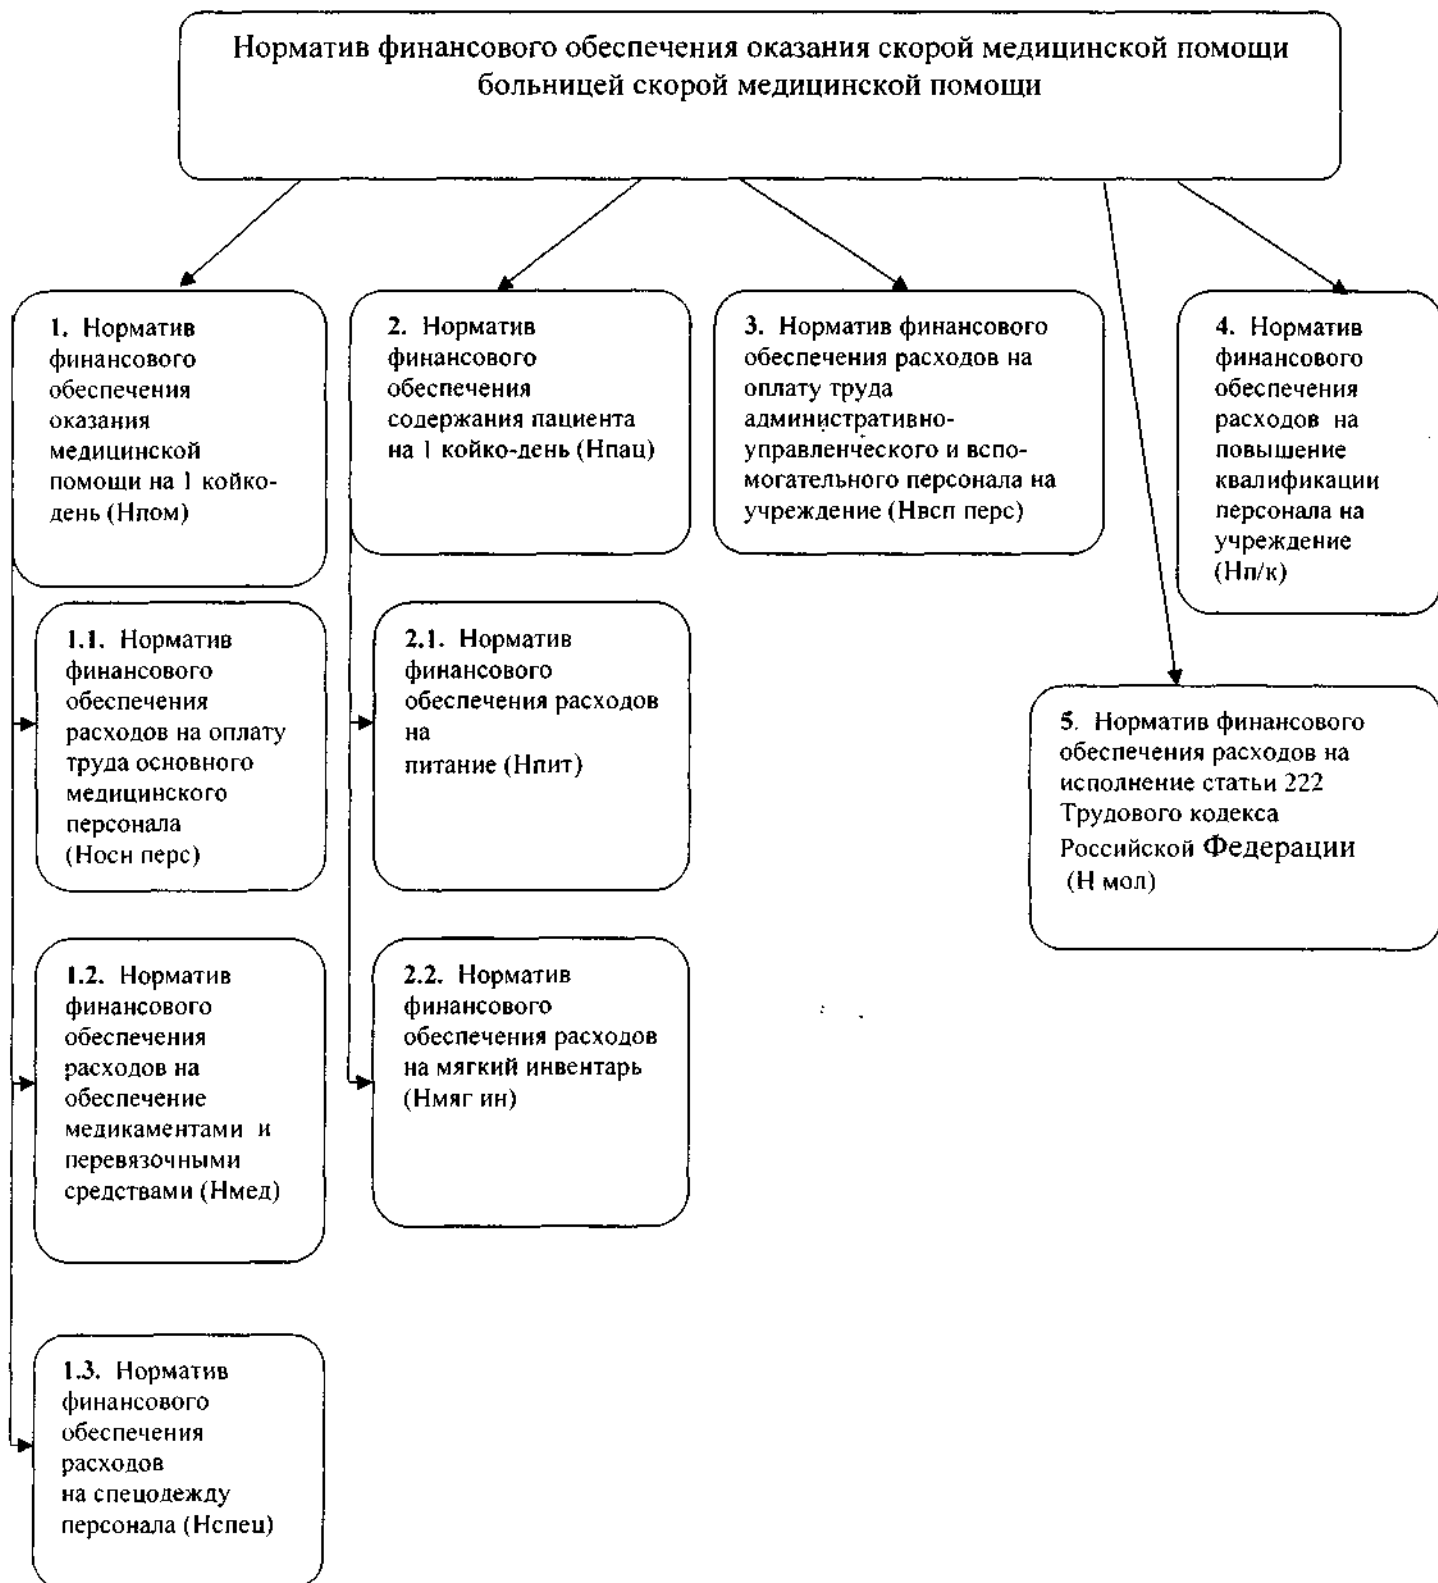 Норматив финансового обеспечения оказания скорой медицинской помощи
больницей скорой медицинской помощи
1. Норматив
финансового
обеспечения
оказания
медицинской
помощи на 1 койко-
день (Нпом)
2. Норматив
финансового
обеспечения
содержания пациента
на 1 койко-день (Нпац)
3. Норматив финансового
обеспечения расходов на
оплату труда
административно-
управленческого и вспо-
могательного персонала на
учреждение (Нвсп перс)
4. Норматив
финансового
обеспечения
расходов на
повышение
квалификации
персонала на
учреждение
(Нп/к)
1.1. Норматив
финансового
обеспечения
расходов на оплату
труда основного
медицинского
персонала
(Носн перс)
2.1. Норматив
финансового
обеспечения расходов
на
питание (Нпит)
5. Норматив финансового
обеспечения расходов на
исполнение статьи 222
Трудового кодекса
Российской Федерации
(Н мол)
1.2. Норматив
финансового
обеспечения
расходов на
обеспечение
медикаментами и
перевязочными
средствами (Нмед)
2.2. Норматив
финансового
обеспечения расходов
на мягкий инвентарь
(Нмяг ин)
1.3. Норматив
финансового
обеспечения
расходов
на спецодежду
персонала (Нспец)